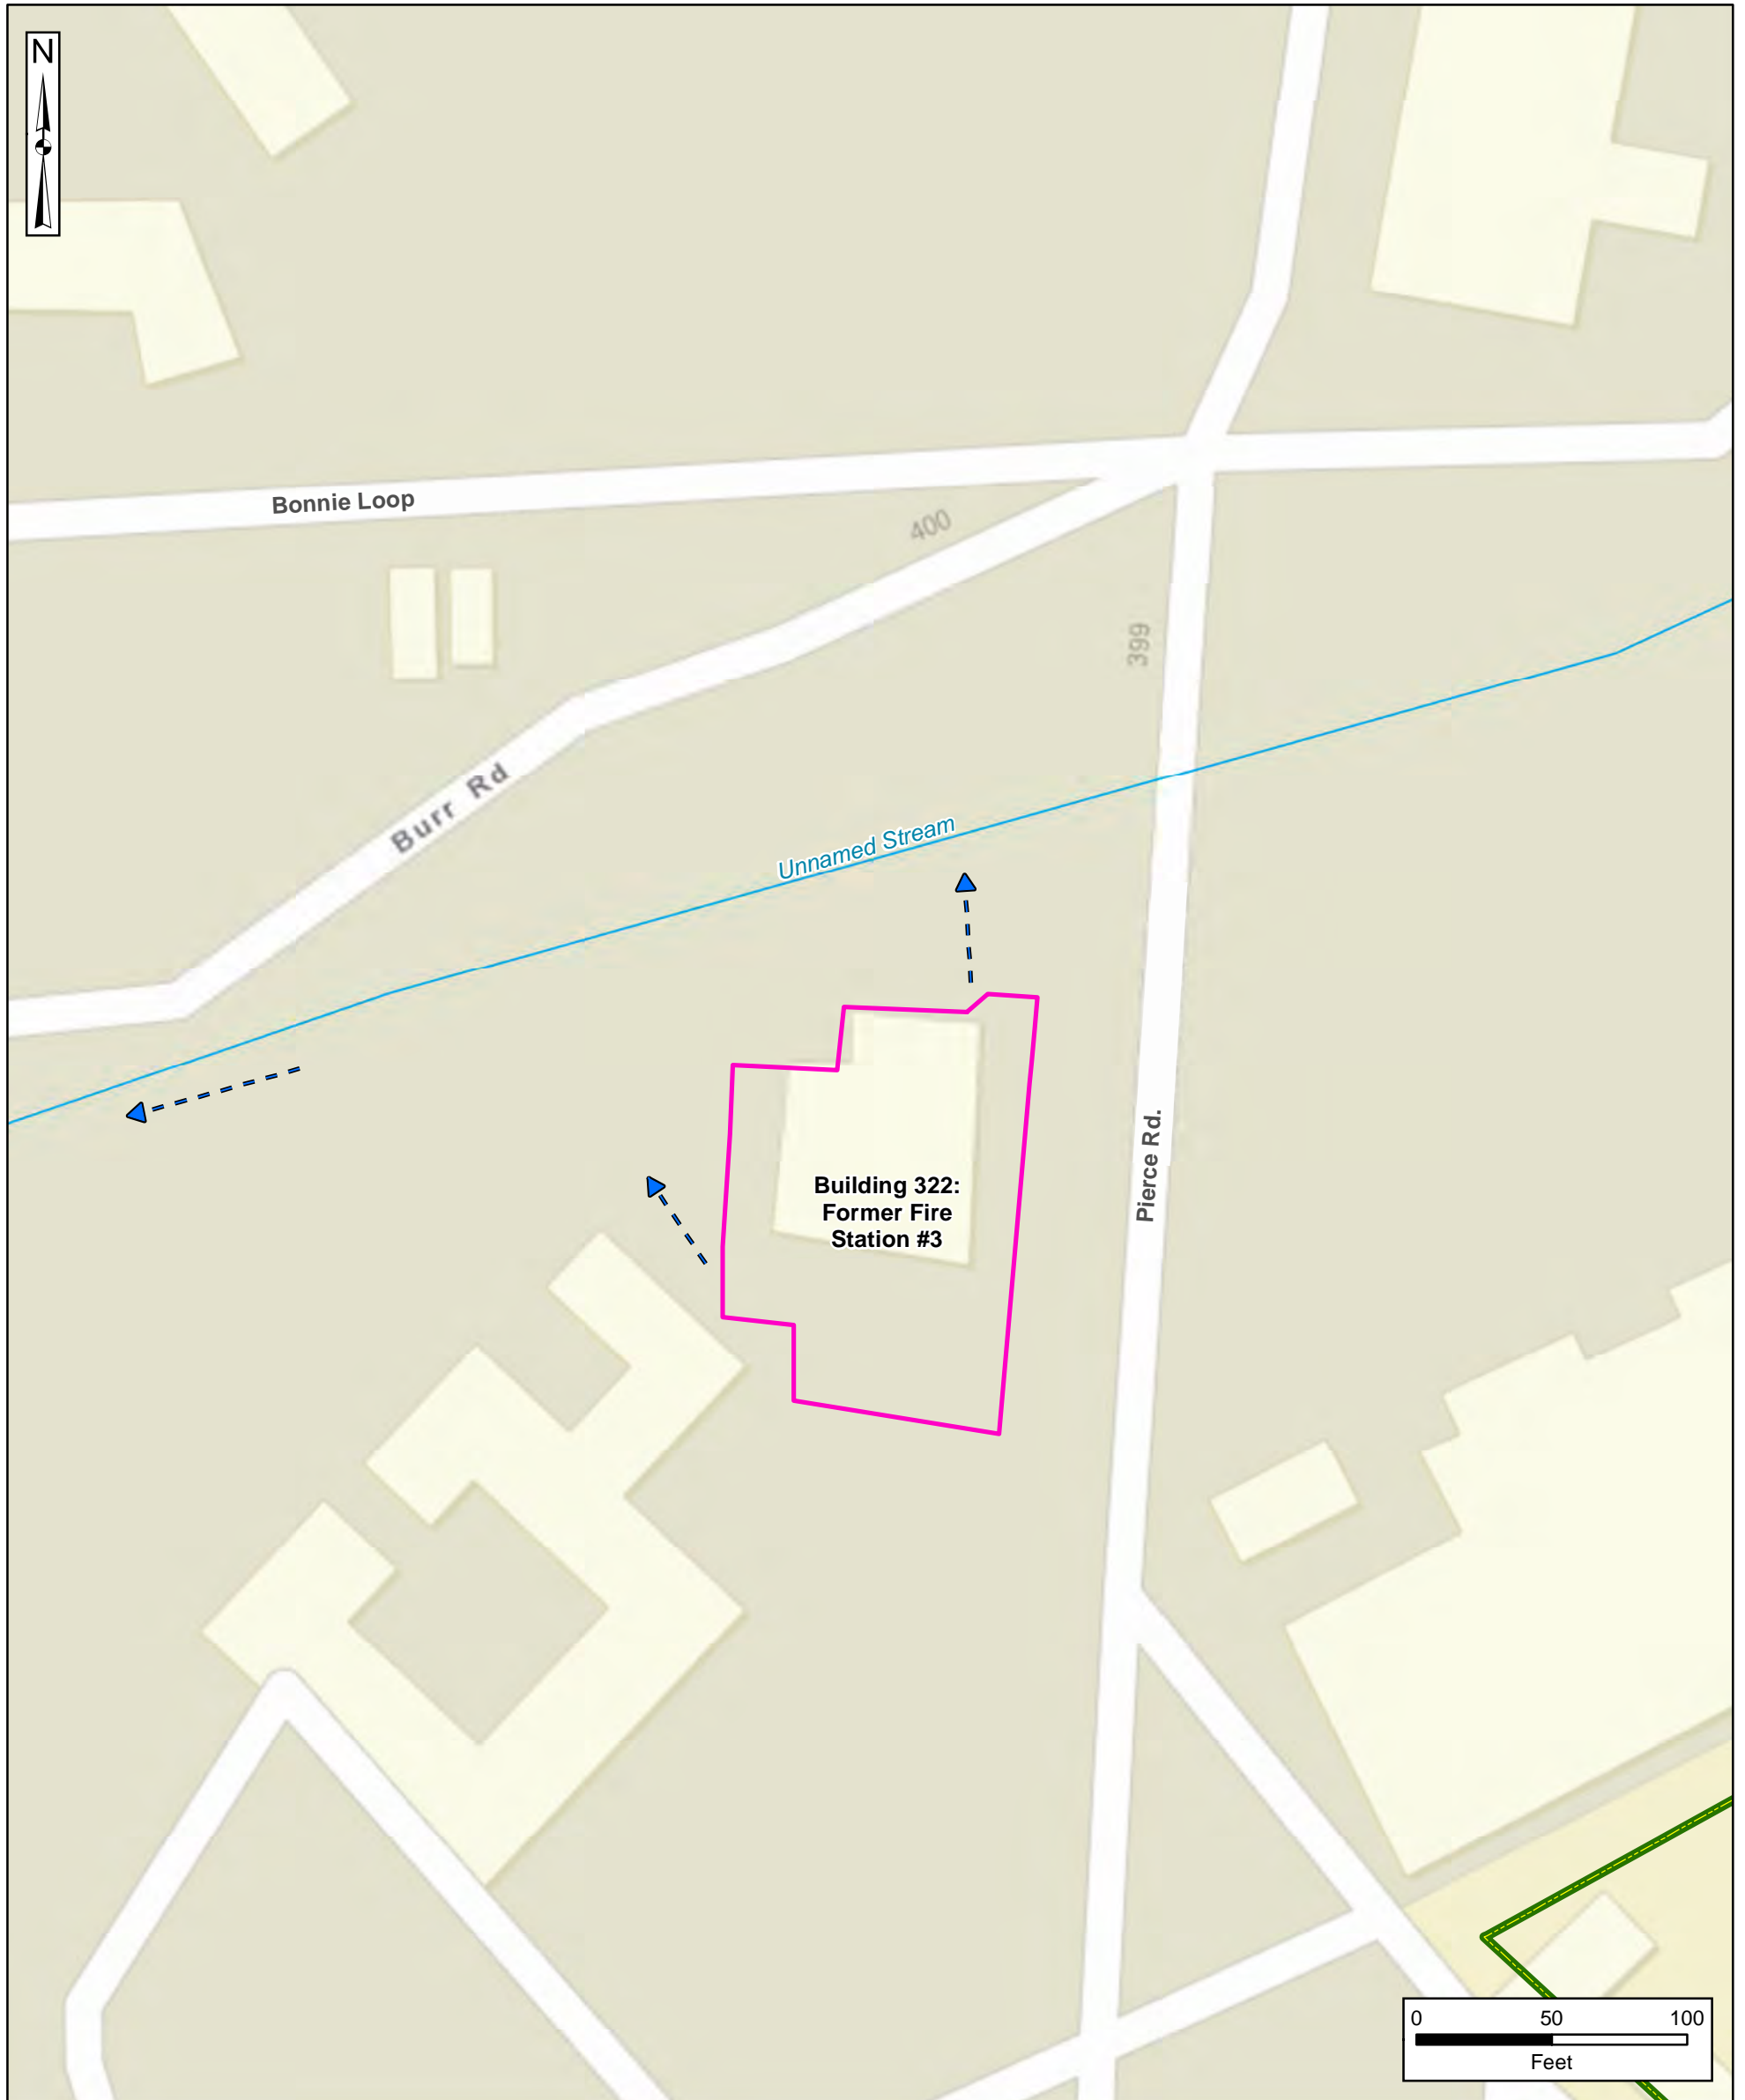 N
Bonnie Loop
400
399
Burr Rd
Unnamed Stream
Pierce Rd.
Building 322:
Former Fire
Station #3
0 50 100
Feet